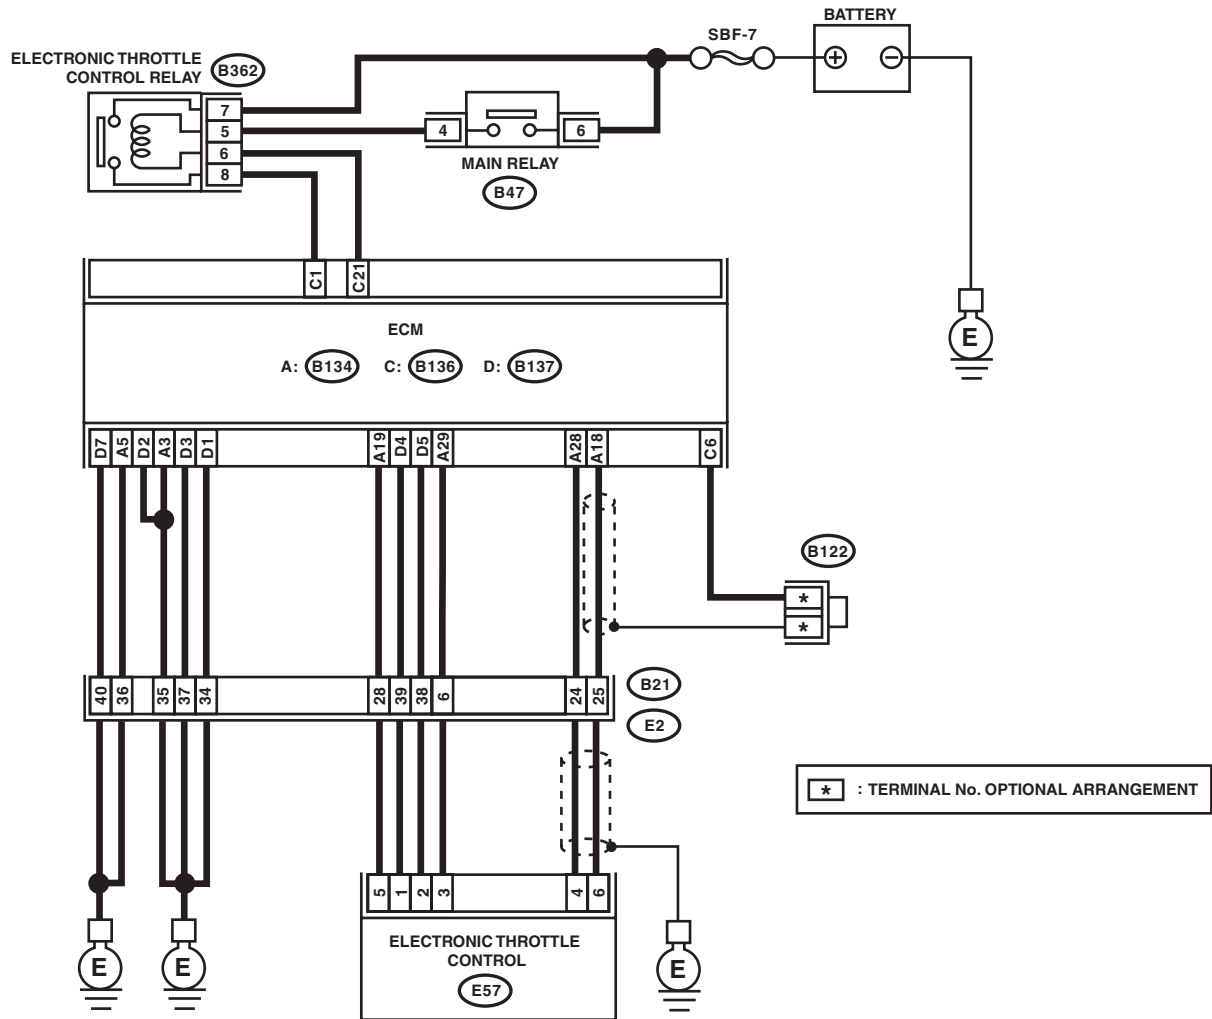 BATTERY
SBF-7
+
−
ELECTRONIC THROTTLE
CONTROL RELAY
B362
7
5
6
8
4
6
MAIN RELAY
B47
E
C1
C21
ECM
A: B134 C: B136 D: B137
D7
A5
D2
A3
D3
D1
A19
D4
D5
A29
A28
A18
C6
B122
*
*
40
36
35
37
34
28
39
38
6
24
25
B21
E2
* : TERMINAL No. OPTIONAL ARRANGEMENT
5
1
2
3
4
6
ELECTRONIC THROTTLE
CONTROL
E57
E
E
E